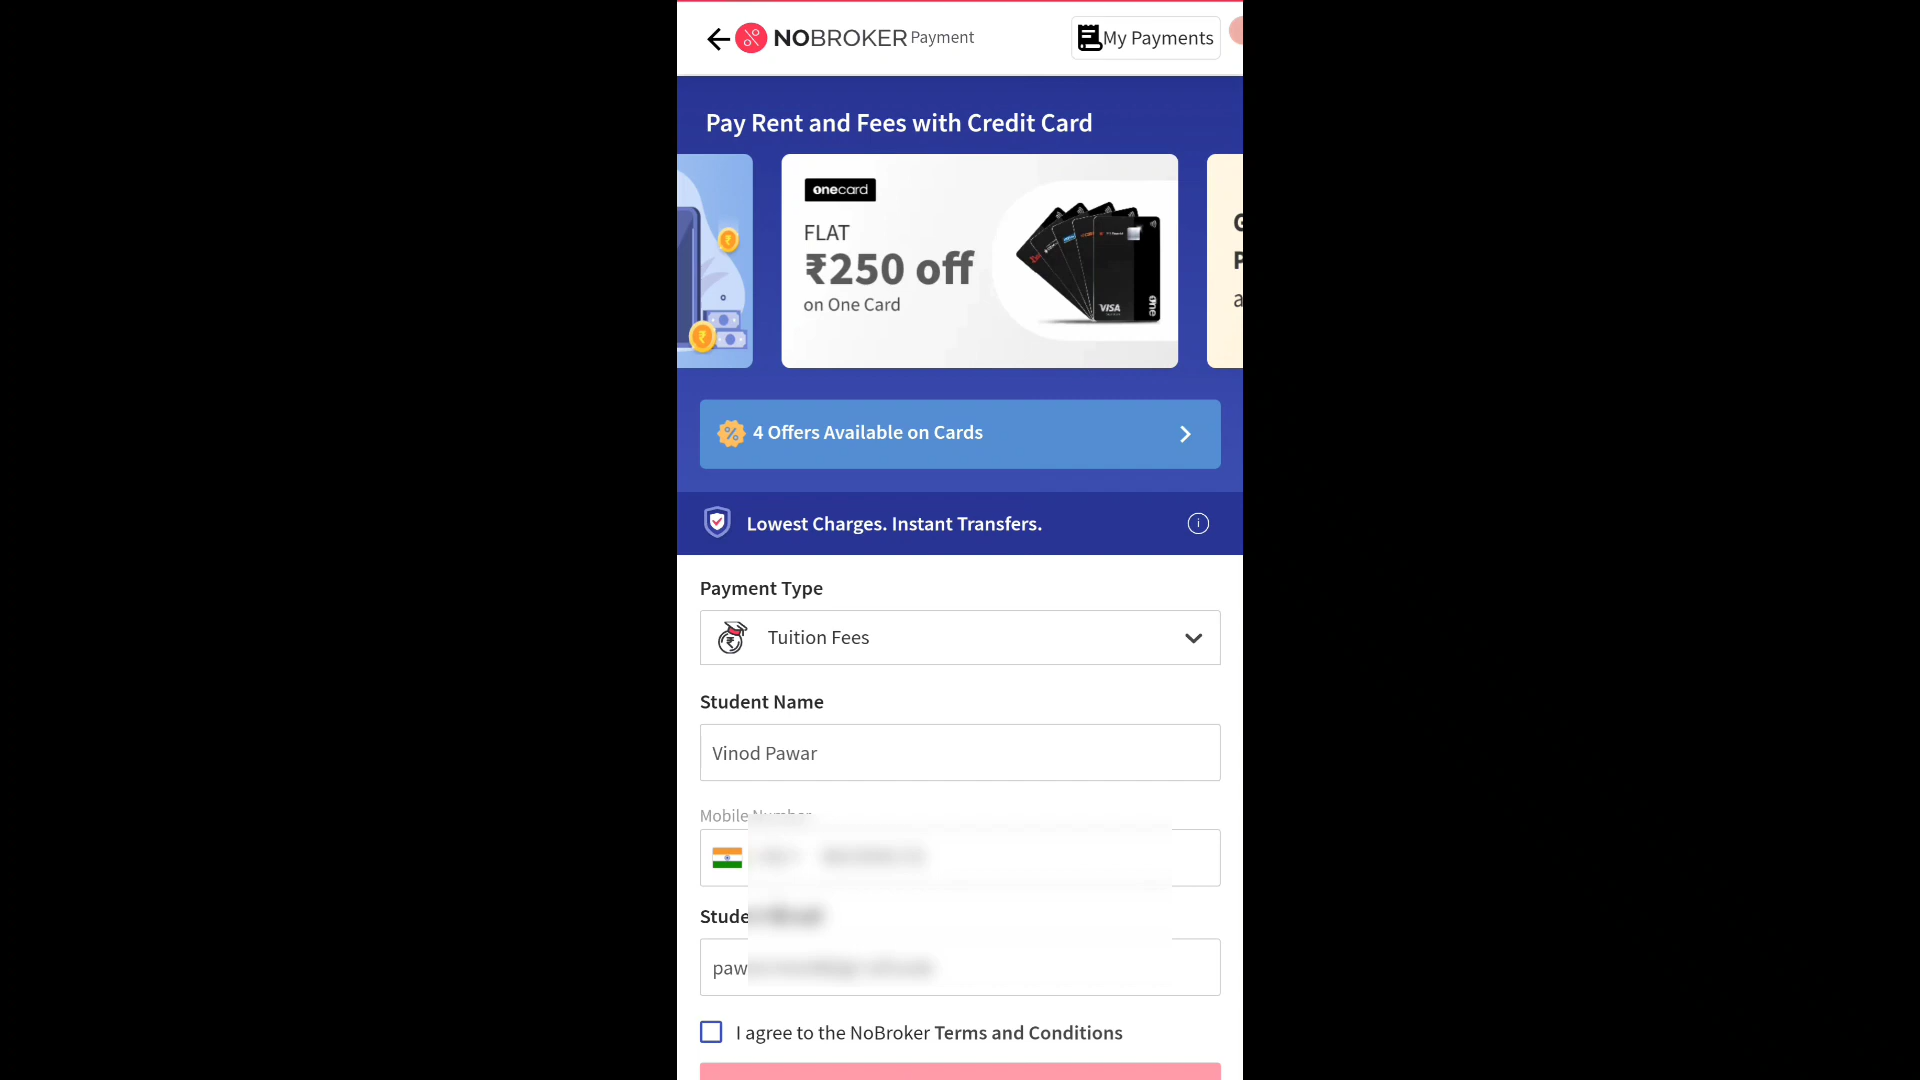 NOBROKER Payment
My Payments
Pay Rent and Fees with Credit Card
onecard
FLAT
₹250 off
on One Card
VISA
one
4 Offers Available on Cards
Lowest Charges. Instant Transfers.
Payment Type
Tuition Fees
Student Name
Vinod Pawar
Mobile Number
I agree to the NoBroker Terms and Conditions